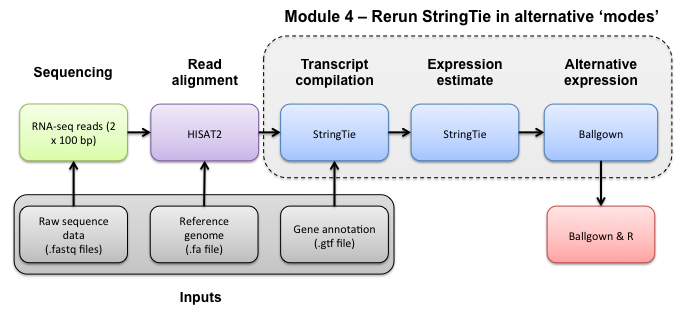 Module 4 – Rerun StringTie in alternative ‘modes’
Sequencing
Read
alignment
Transcript
compilation
Expression
estimate
Alternative
expression
RNA-seq reads (2
x 100 bp)
HISAT2
StringTie
StringTie
Ballgown
Raw sequence
data
(.fastq files)
Reference
genome
(.fa file)
Gene annotation
(.gtf file)
Ballgown & R
Inputs